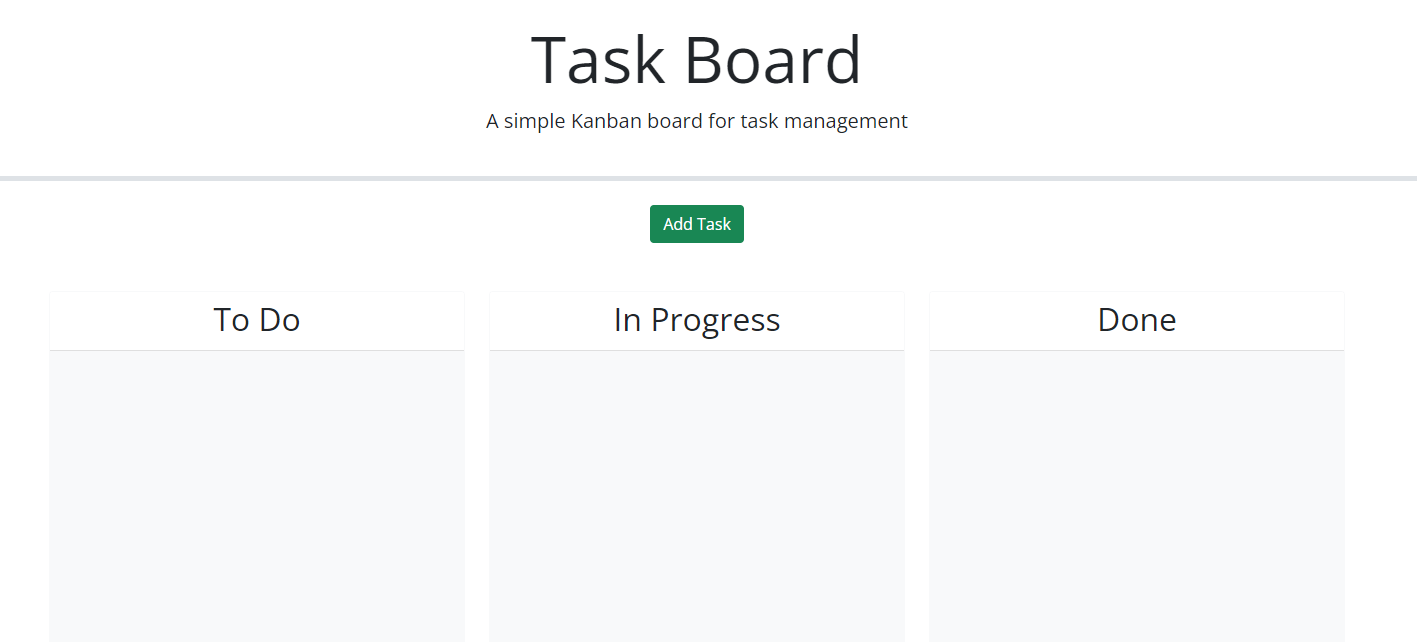 Task Board
A simple Kanban board for task management
Add Task
To Do
In Progress
Done